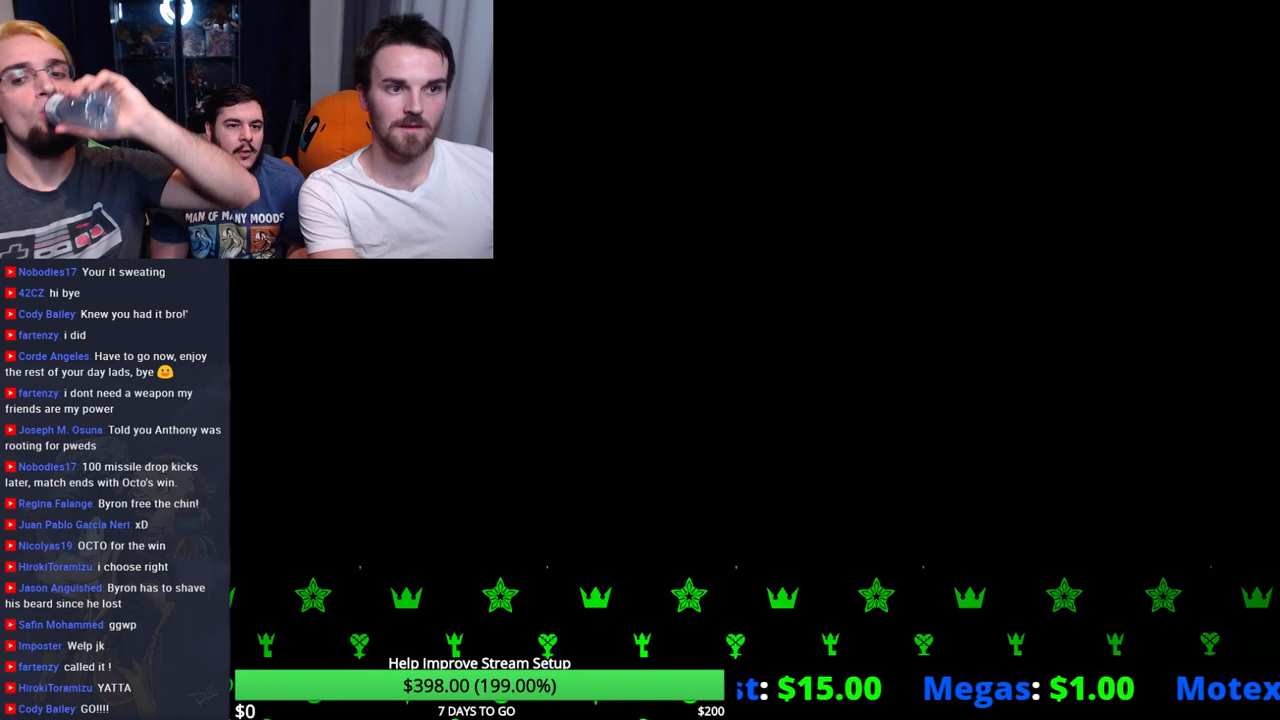 MAN OF MANY MOODS
Nobodies17: Your it sweating
42CZ: hi bye
Cody Bailey: Knew you had it bro!'
fartenzy: i did
Corde Angeles: Have to go now, enjoy
the rest of your day lads, bye
fartenzy: i dont need a weapon my
friends are my power
Joseph M. Osuna: Told you Anthony was
rooting for pweds
Nobodies17: 100 missile drop kicks
later, match ends with Octo's win.
Regina Falange: Byron free the chin!
Juan Pablo García Neri: xD
Nicolyas19: OCTO for the win
HirokiToramizu: i choose right
Jason Anguished: Byron has to shave
his beard since he lost
Safin Mohammed: ggwp
Imposter: Welp jk
fartenzy: called it !
HirokiToramizu: YATTA
Cody Bailey: GO!!!!
Help Improve Stream Setup
$398.00 (199.00%)
$0 7 DAYS TO GO $200
st: $15.00 Megas: $1.00 Motex